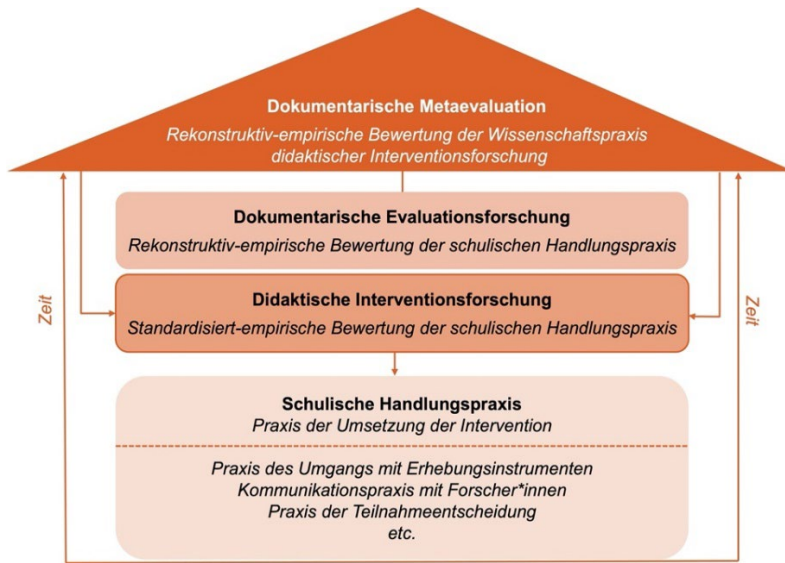 Dokumentarische Metaevaluation
Rekonstruktiv-empirische Bewertung der Wissenschaftspraxis
didaktischer Interventionsforschung
Dokumentarische Evaluationsforschung
Rekonstruktiv-empirische Bewertung der schulischen Handlungspraxis
Didaktische Interventionsforschung
Standardisiert-empirische Bewertung der schulischen Handlungspraxis
Zeit
Zeit
Schulische Handlungspraxis
Praxis der Umsetzung der Intervention
Praxis des Umgangs mit Erhebungsinstrumenten
Kommunikationspraxis mit Forscher*innen
Praxis der Teilnahmeentscheidung
etc.